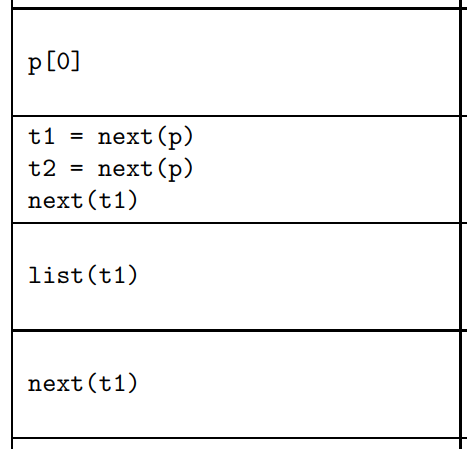 p[0]
t1 = next(p)
t2 = next(p)
next(t1)
list(t1)
next(t1)